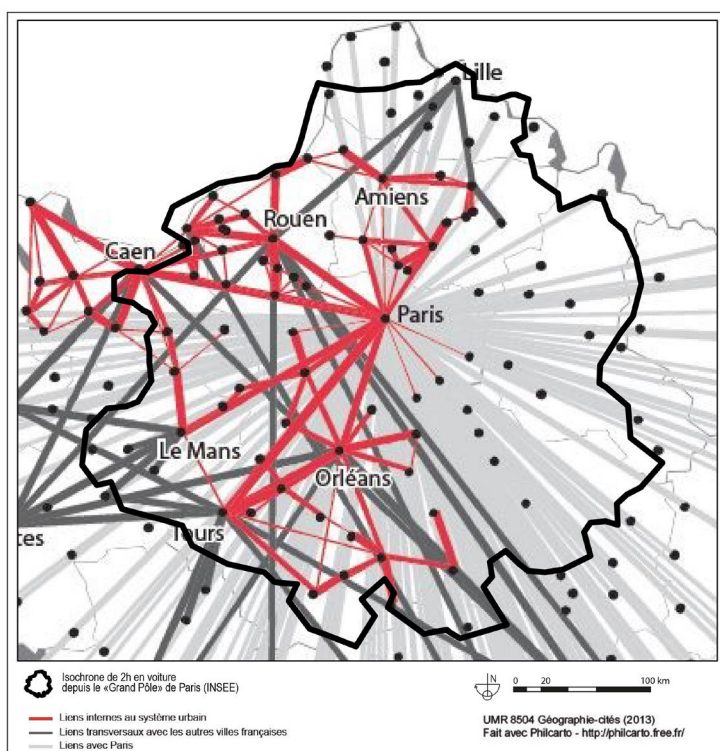 Lille
Amiens
Rouen
Caen
Paris
Le Mans
Orléans
Tours
tes
Isochrone de 2h en voiture
depuis le «Grand Pôle» de Paris (INSEE)
N
0 20 100 km
Liens internes au système urbain
Liens transversaux avec les autres villes françaises
Liens avec Paris
UMR 8504 Géographie-cités (2013)
Fait avec Philcarto - http://philcarto.free.fr/